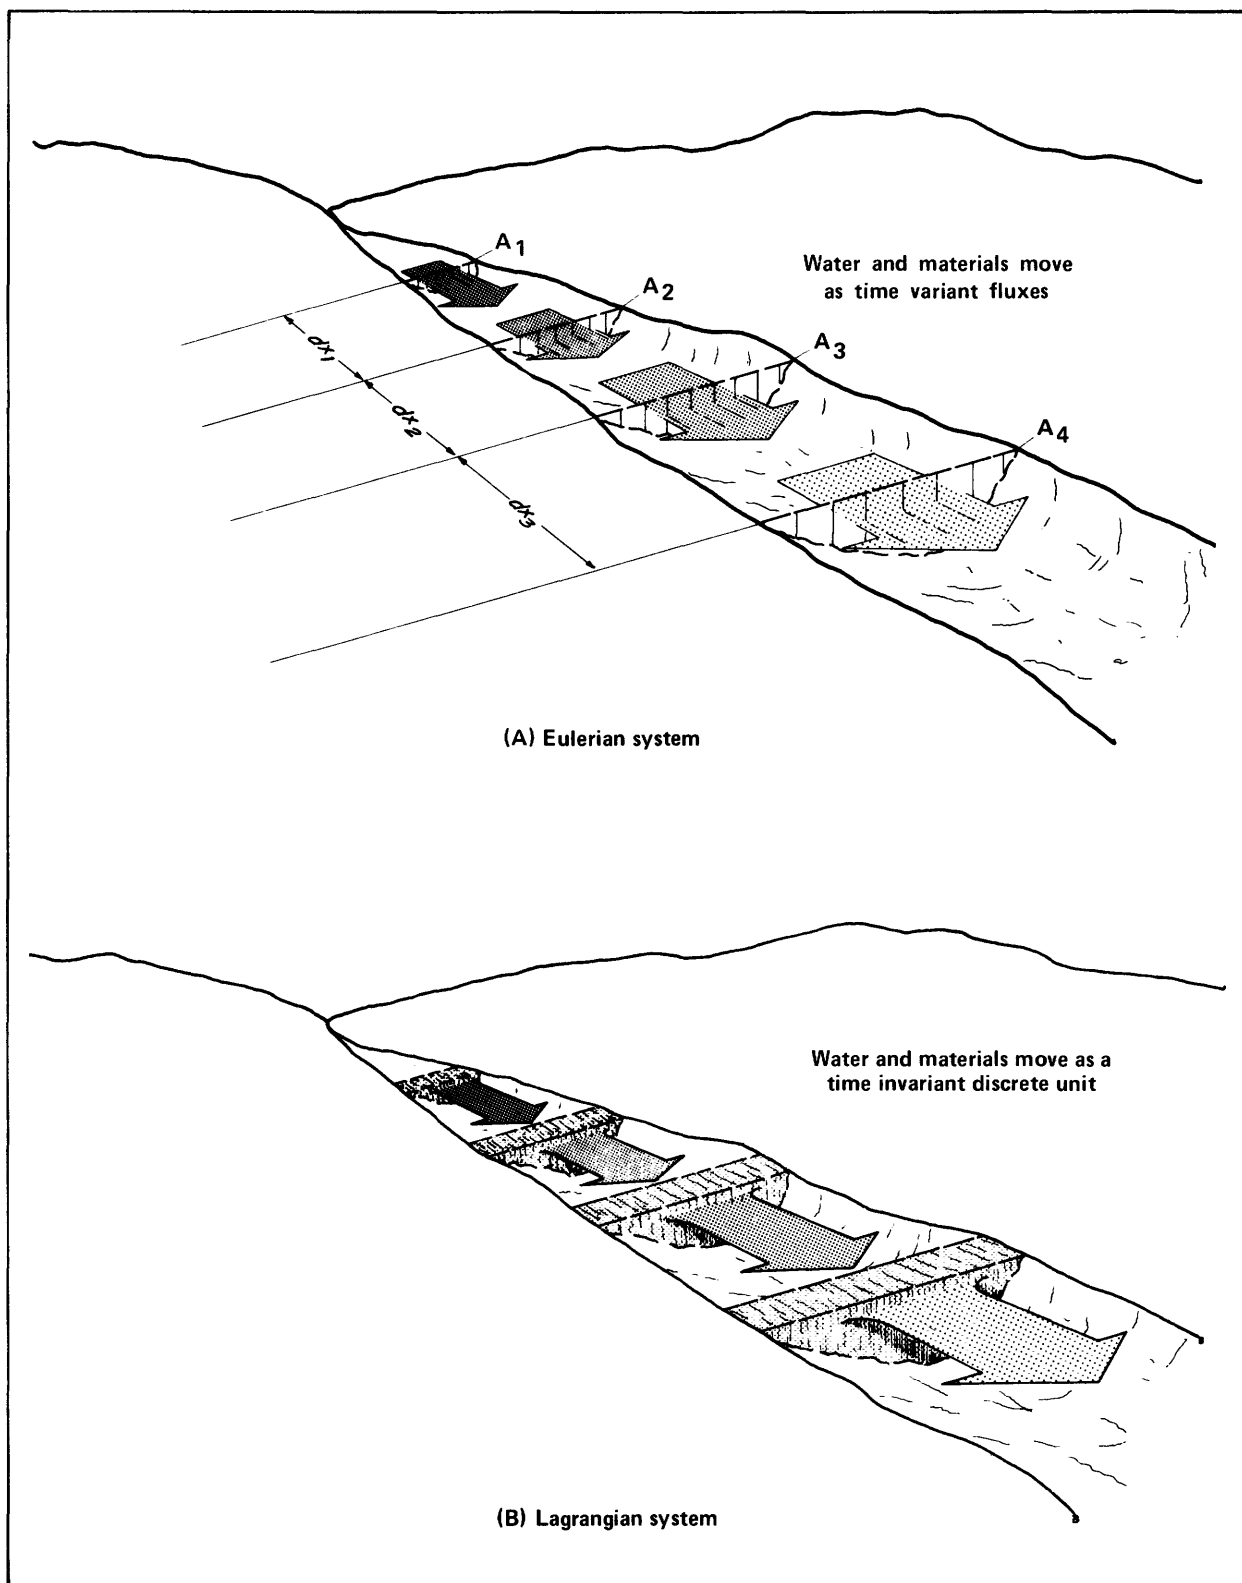 A1
A2
A3
A4
Water and materials move
as time variant fluxes
dx1
dx2
dx3
(A) Eulerian system
Water and materials move as a
time invariant discrete unit
(B) Lagrangian system